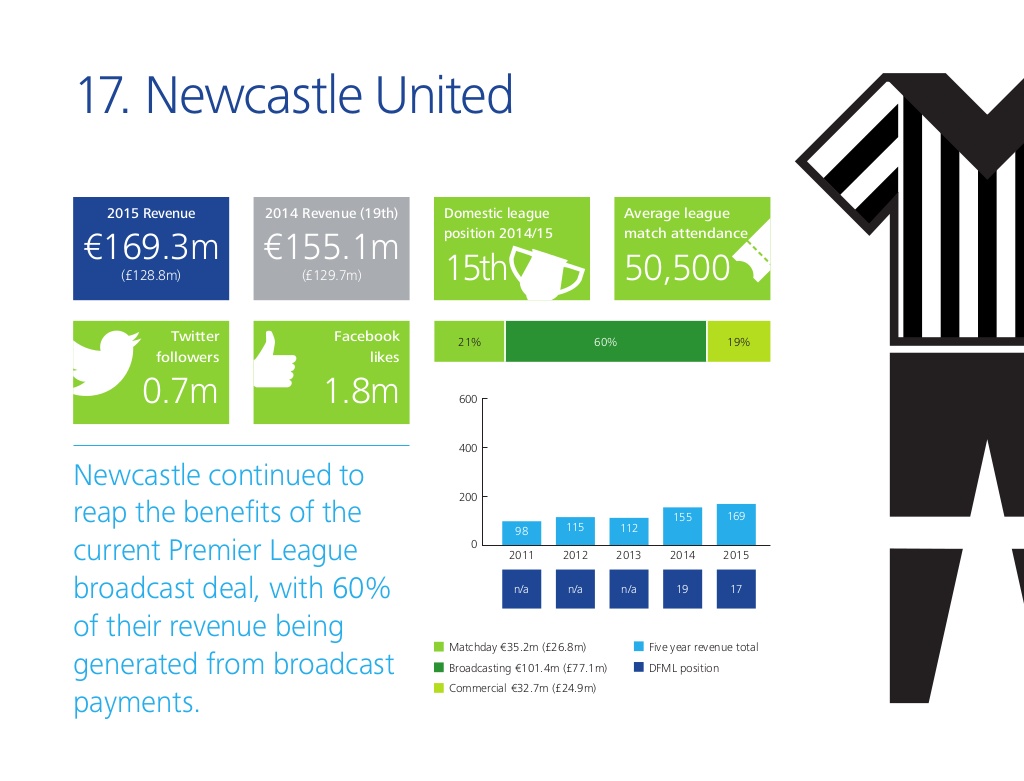 17. Newcastle United
2015 Revenue
€169.3m
(£128.8m)
2014 Revenue (19th)
€155.1m
(£129.7m)
Domestic league
position 2014/15
15th
Average league
match attendance
50,500
Twitter
followers
0.7m
Facebook
likes
1.8m
21% 60% 19%
Newcastle continued to
reap the benefits of the
current Premier League
broadcast deal, with 60%
of their revenue being
generated from broadcast
payments.
600
400
200
0
98 115 112 155 169
2011 2012 2013 2014 2015
n/a n/a n/a 19 17
Matchday €35.2m (£26.8m)
Broadcasting €101.4m (£77.1m)
Commercial €32.7m (£24.9m)
Five year revenue total
DFML position